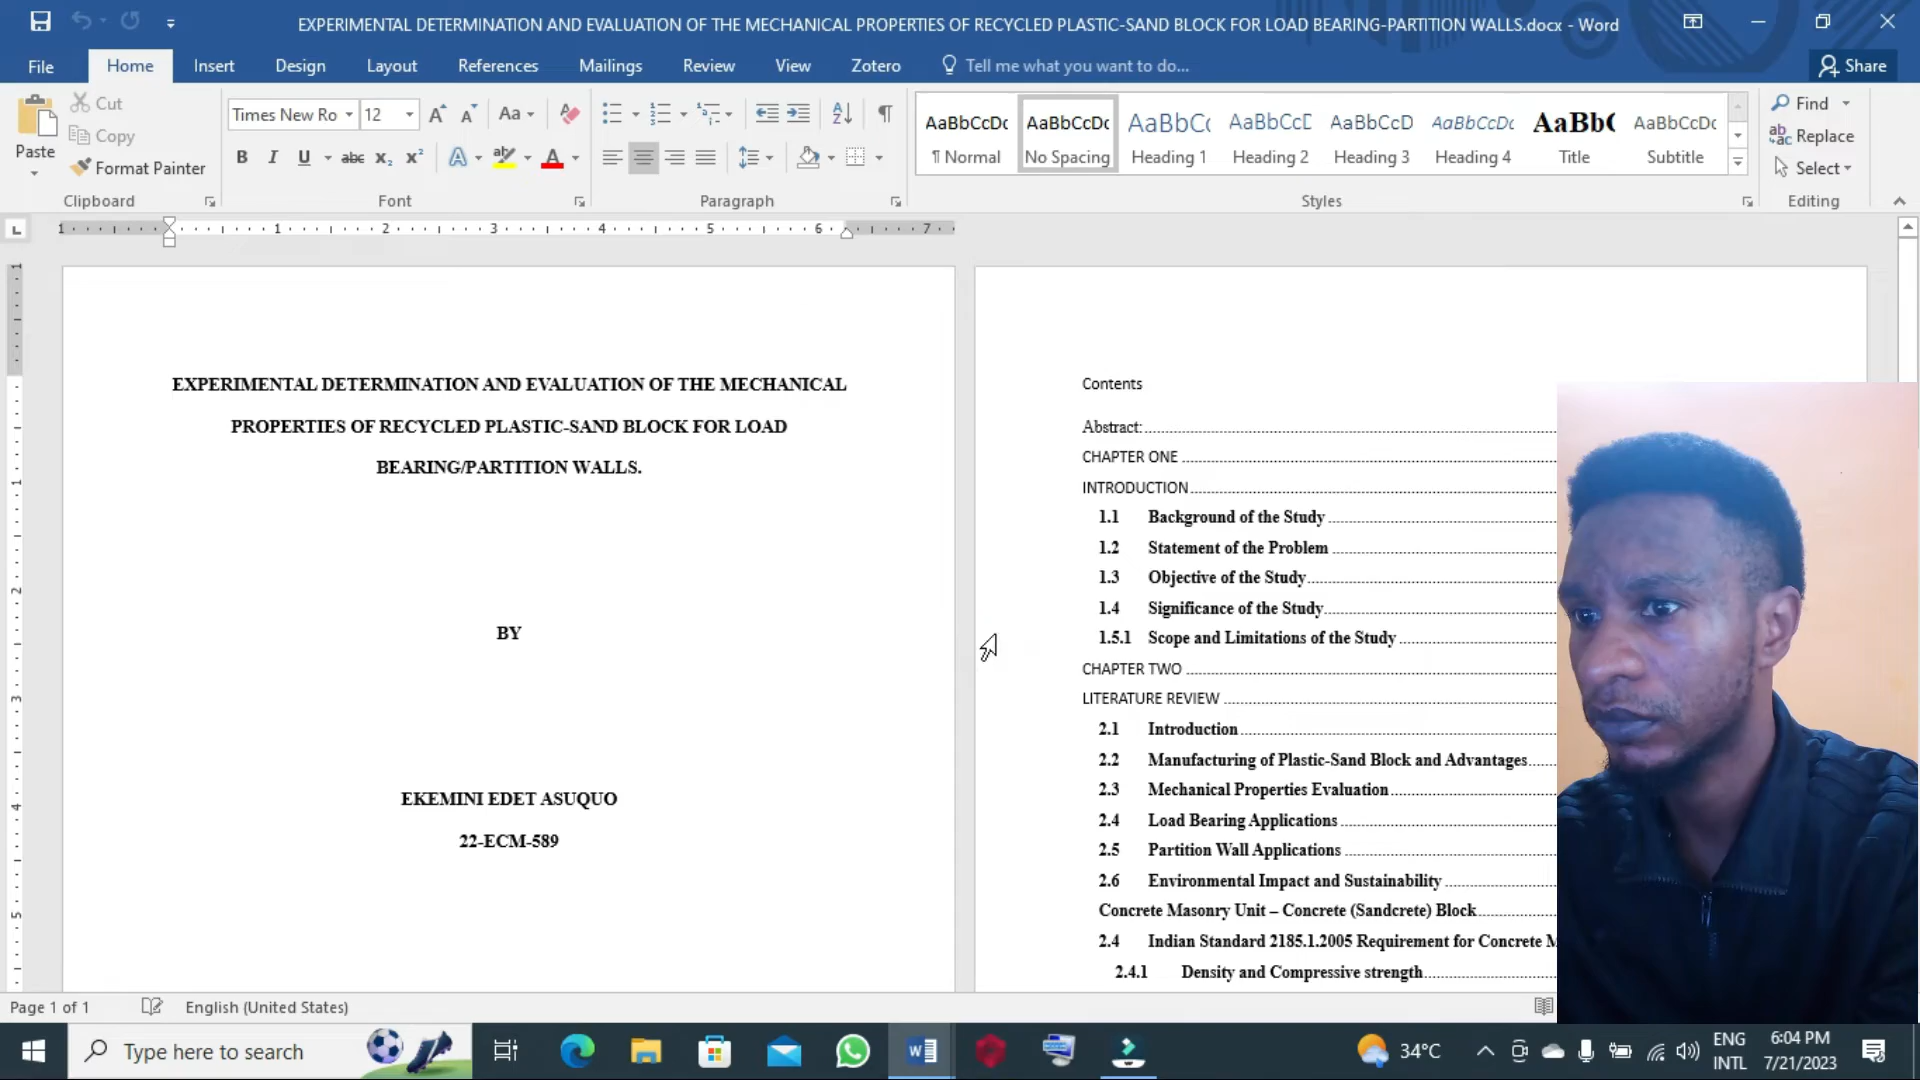 EXPERIMENTAL DETERMINATION AND EVALUATION OF THE MECHANICAL PROPERTIES OF RECYCLED PLASTIC-SAND BLOCK FOR LOAD BEARING-PARTITION WALLS.docx - Word
File Home Insert Design Layout References Mailings Review View Zotero Tell me what you want to do... Share
Paste
Cut
Copy
Format Painter
Clipboard
Times New Ro 12
Font
Paragraph
AaBbCcDc AaBbCcDc AaBbC AaBbCcD AaBbCcD AaBbCcDc AaBb AaBbCcDc
¶ Normal No Spacing Heading 1 Heading 2 Heading 3 Heading 4 Title Subtitle
Styles
Find
Replace
Select
Editing
1 1 2 3 4 5 6 7
EXPERIMENTAL DETERMINATION AND EVALUATION OF THE MECHANICAL
PROPERTIES OF RECYCLED PLASTIC-SAND BLOCK FOR LOAD
BEARING/PARTITION WALLS.
BY
EKEMINI EDET ASUQUO
22-ECM-589
Contents
Abstract:
CHAPTER ONE
INTRODUCTION
1.1 Background of the Study
1.2 Statement of the Problem
1.3 Objective of the Study
1.4 Significance of the Study
1.5.1 Scope and Limitations of the Study
CHAPTER TWO
LITERATURE REVIEW
2.1 Introduction
2.2 Manufacturing of Plastic-Sand Block and Advantages
2.3 Mechanical Properties Evaluation
2.4 Load Bearing Applications
2.5 Partition Wall Applications
2.6 Environmental Impact and Sustainability
Concrete Masonry Unit – Concrete (Sandcrete) Block
2.4 Indian Standard 2185.1.2005 Requirement for Concrete
2.4.1 Density and Compressive strength
Page 1 of 1 English (United States)
Type here to search
34°C
ENG
INTL
6:04 PM
7/21/2023